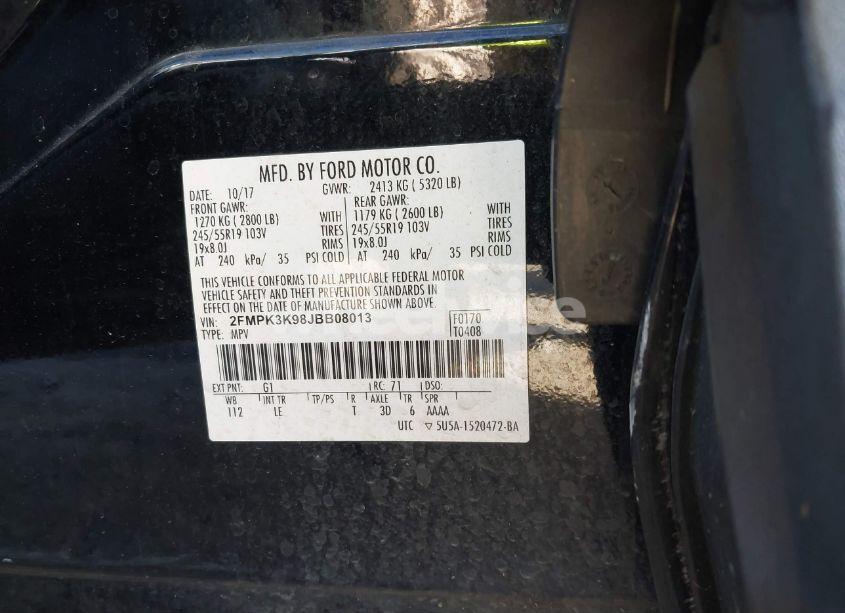 MFD. BY FORD MOTOR CO.
DATE: 10/17 GVWR: 2413 KG ( 5320 LB)
FRONT GAWR: REAR GAWR:
1270 KG ( 2800 LB) WITH 1179 KG ( 2600 LB) WITH
245/55R19 103V TIRES 245/55R19 103V TIRES
19x8.0J RIMS 19x8.0J RIMS
AT 240 kPa/ 35 PSI COLD AT 240 kPa/ 35 PSI COLD
THIS VEHICLE CONFORMS TO ALL APPLICABLE FEDERAL MOTOR
VEHICLE SAFETY AND THEFT PREVENTION STANDARDS IN
EFFECT ON THE DATE OF MANUFACTURE SHOWN ABOVE.
VIN: 2FMPK3K98JBB08013 F0170
TYPE: MPV T0408
EXT PNT: G1 RC: 71 DSO:
WB INT TR TP/PS R AXLE TR SPR
112 LE T 3D 6 AAAA
UTC ▽ 5U5A-1520472-BA